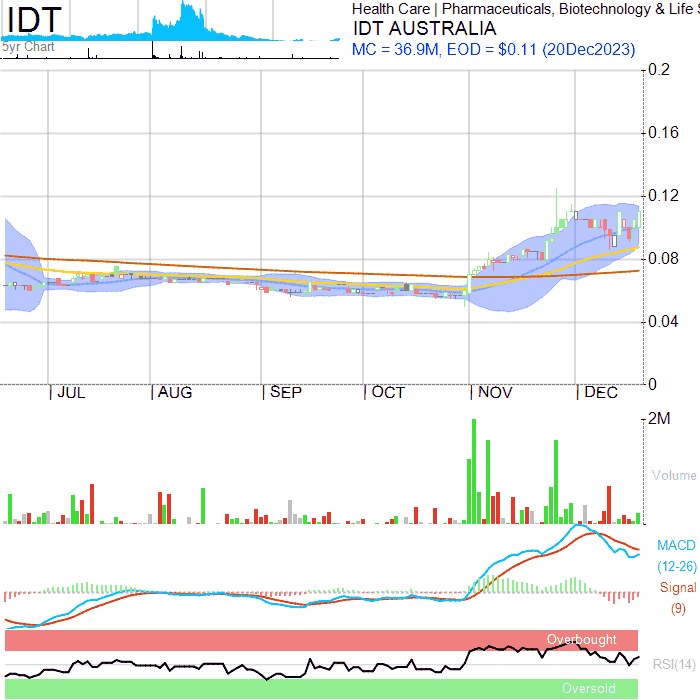 IDT
5yr Chart
Health Care | Pharmaceuticals, Biotechnology & Life
IDT AUSTRALIA
MC = 36.9M, EOD = $0.11 (20Dec2023)
0.2
0.16
0.12
0.08
0.04
0
JUL AUG SEP OCT NOV DEC
2M
Volume
MACD
(12-26)
Signal
(9)
Overbought
RSI(14)
Oversold